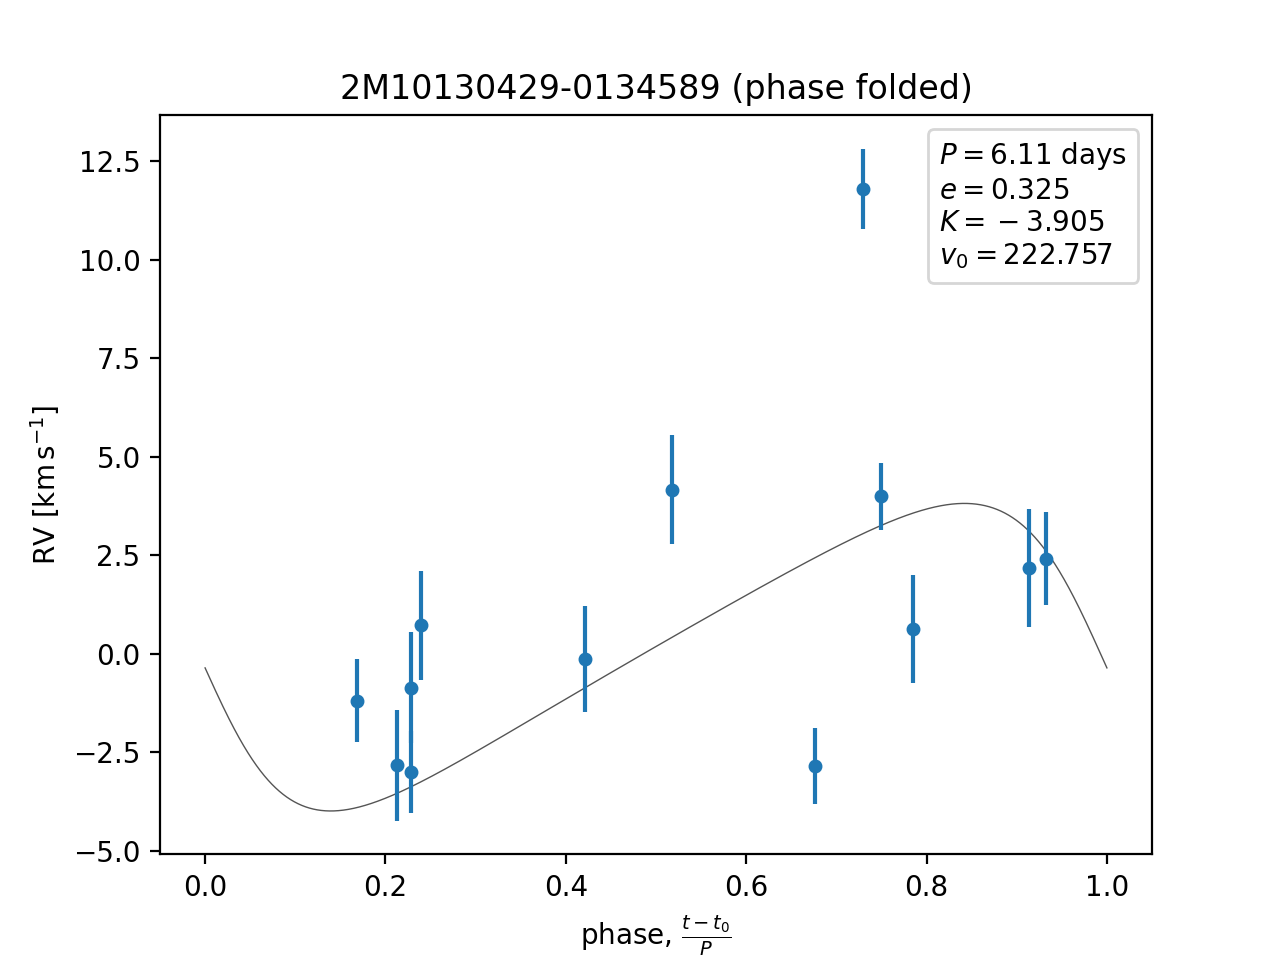 2M10130429-0134589 (phase folded)
P = 6.11 days
e = 0.325
K = −3.905
v₀ = 222.757
12.5
10.0
7.5
5.0
2.5
0.0
−2.5
−5.0
RV [km s⁻¹]
0.0 0.2 0.4 0.6 0.8 1.0
phase, (t − t₀)/P